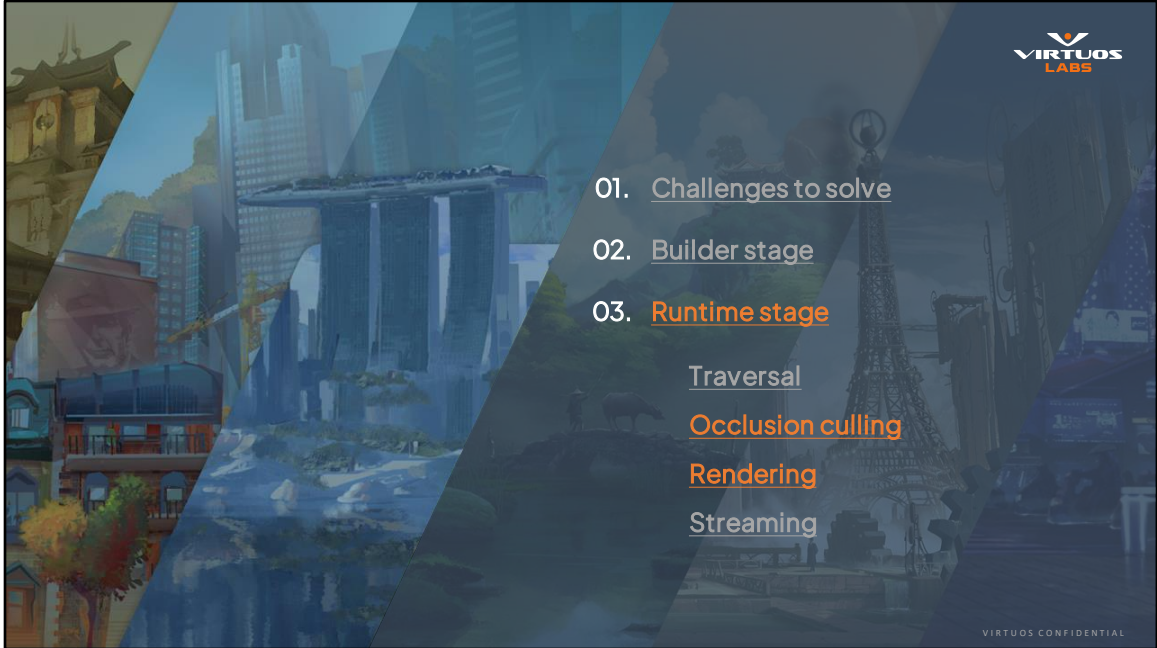 VIRTUOS
LABS
01. Challenges to solve
02. Builder stage
03. Runtime stage
Traversal
Occlusion culling
Rendering
Streaming
VIRTUOS CONFIDENTIAL